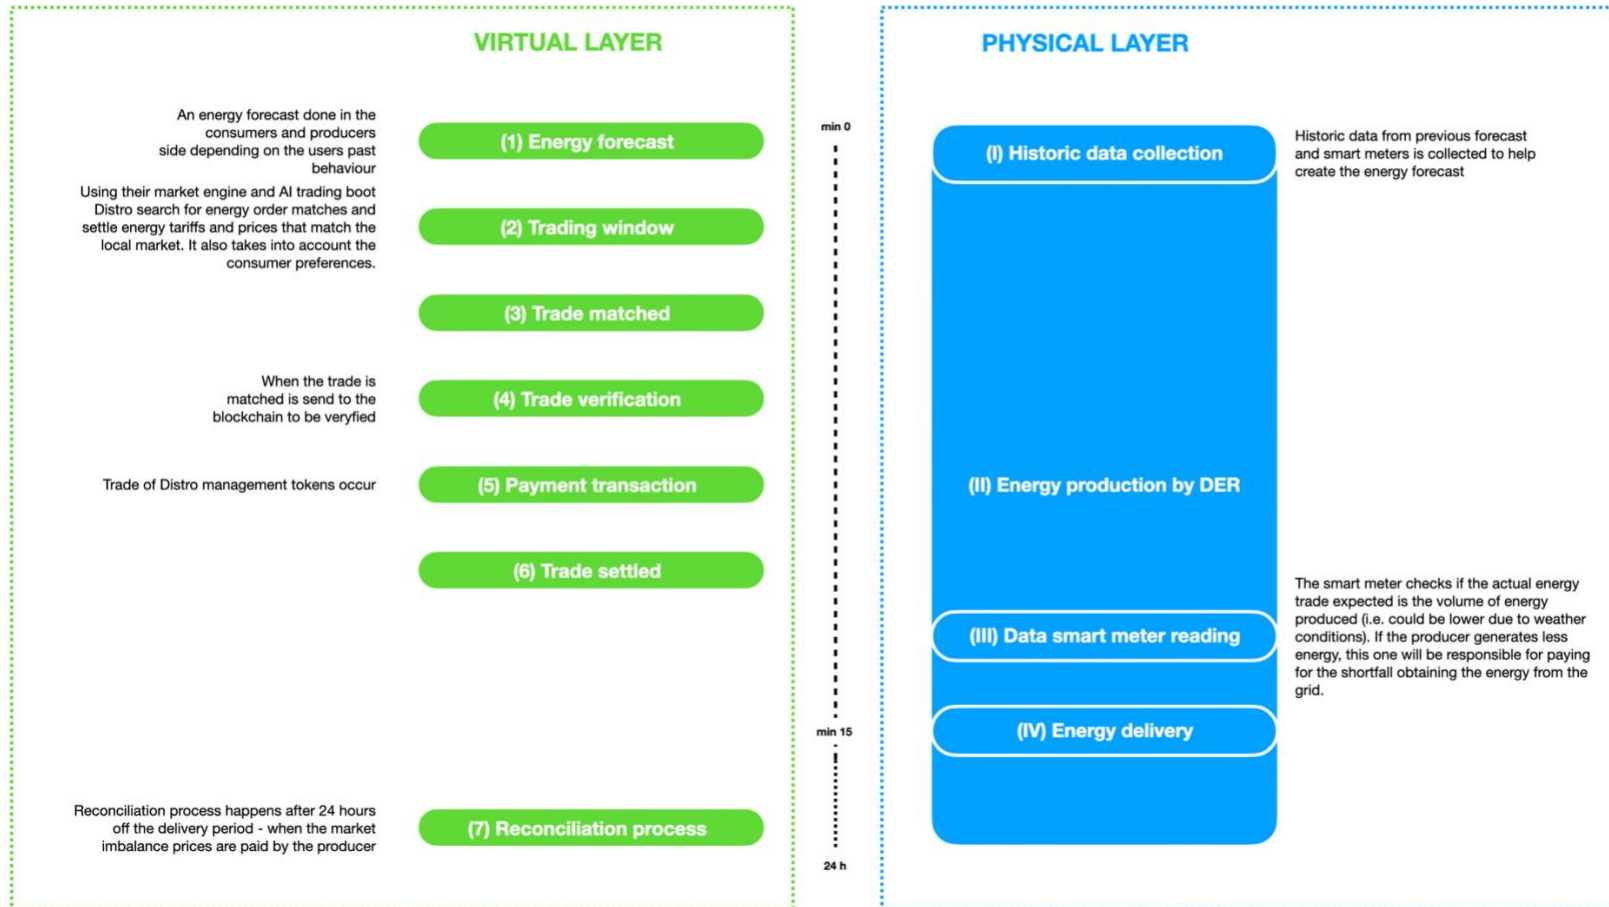 VIRTUAL LAYER
An energy forecast done in the
consumers and producers
side depending on the users past
behaviour
(1) Energy forecast
Using their market engine and AI trading boot
Distro search for energy order matches and
settle energy tariffs and prices that match the
local market. It also takes into account the
consumer preferences.
(2) Trading window
(3) Trade matched
When the trade is
matched is send to the
blockchain to be veryfied
(4) Trade verification
Trade of Distro management tokens occur
(5) Payment transaction
(6) Trade settled
Reconciliation process happens after 24 hours
off the delivery period - when the market
imbalance prices are paid by the producer
(7) Reconciliation process
min 0
min 15
24 h
PHYSICAL LAYER
(I) Historic data collection
Historic data from previous forecast
and smart meters is collected to help
create the energy forecast
(II) Energy production by DER
(III) Data smart meter reading
The smart meter checks if the actual energy
trade expected is the volume of energy
produced (i.e. could be lower due to weather
conditions). If the producer generates less
energy, this one will be responsible for paying
for the shortfall obtaining the energy from the
grid.
(IV) Energy delivery